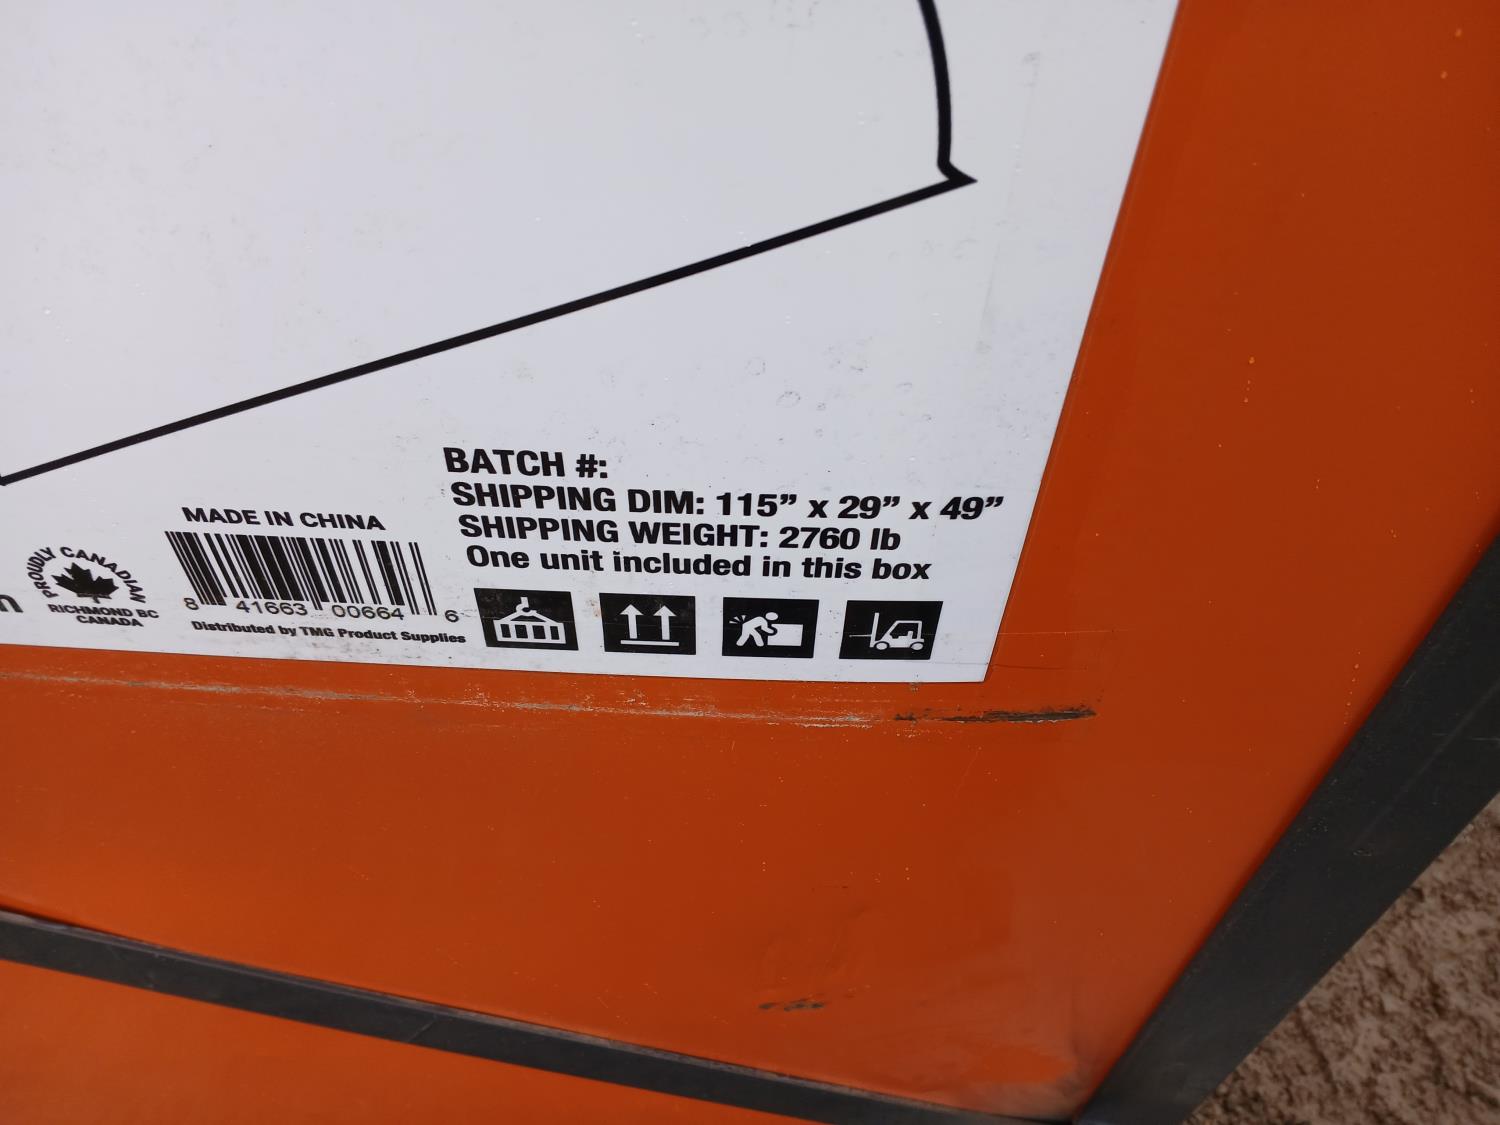 BATCH #:
SHIPPING DIM: 115” x 29” x 49”
SHIPPING WEIGHT: 2760 lb
One unit included in this box
MADE IN CHINA
8 41663 00664 6
Distributed by TMG Product Supplies
PROUDLY CANADIAN
RICHMOND BC
CANADA